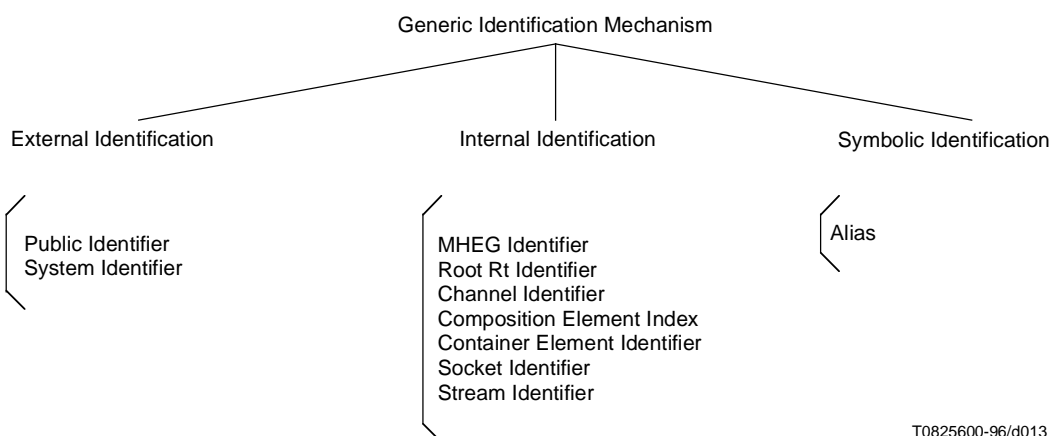 Generic Identification Mechanism
External Identification
Internal Identification
Symbolic Identification
Public Identifier
System Identifier
MHEG Identifier
Root Rt Identifier
Channel Identifier
Composition Element Index
Container Element Identifier
Socket Identifier
Stream Identifier
Alias
T0825600-96/d013